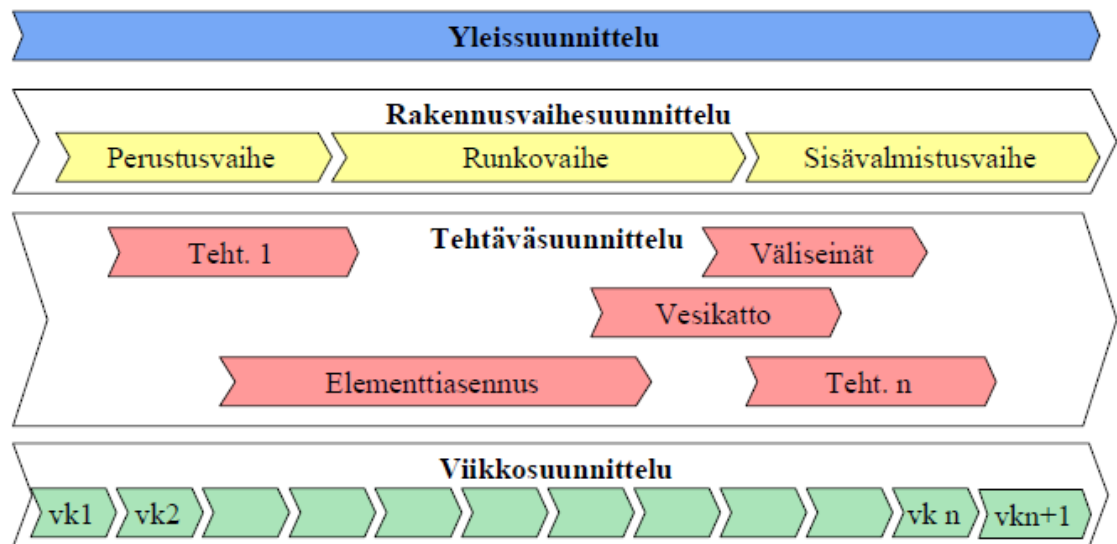 Yleissuunnittelu
Rakennusvaihesuunnittelu
Perustusvaihe
Runkovaihe
Sisävalmistusvaihe
Tehtäväsuunnittelu
Teht. 1
Väliseinät
Vesikatto
Elementtiasennus
Teht. n
Viikkosuunnittelu
vk1
vk2
vk n
vkn+1